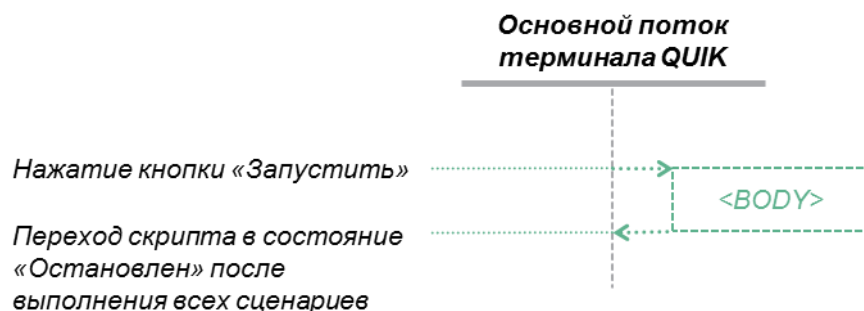 Основной поток
терминала QUIK
Нажатие кнопки «Запустить»
<BODY>
Переход скрипта в состояние
«Остановлен» после
выполнения всех сценариев